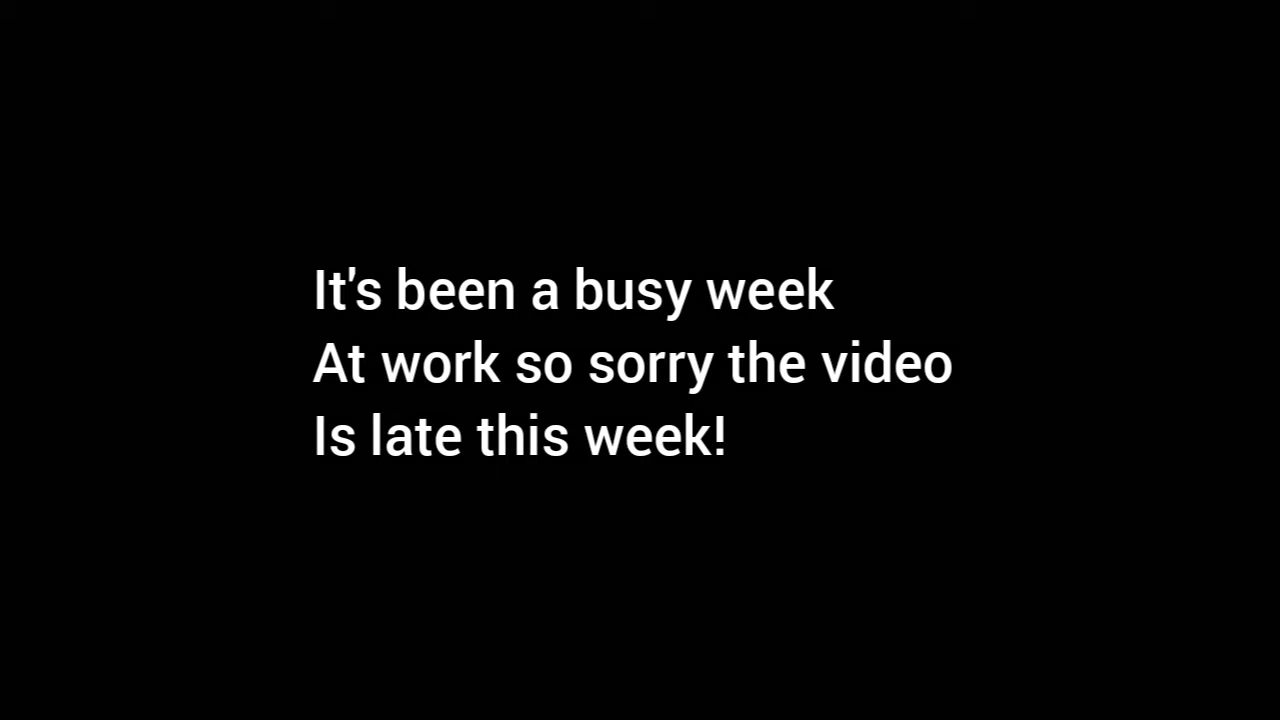 It's been a busy week
At work so sorry the video
Is late this week!